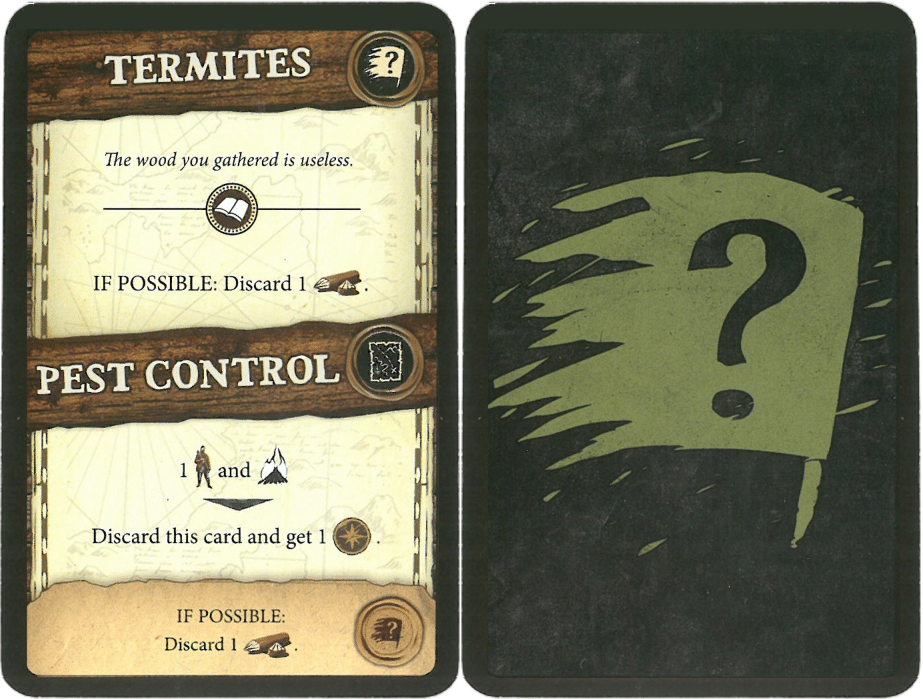 TERMITES
?
The wood you gathered is useless.
IF POSSIBLE: Discard 1 .
PEST CONTROL
1 and
Discard this card and get 1 .
IF POSSIBLE:
Discard 1 .
?
?